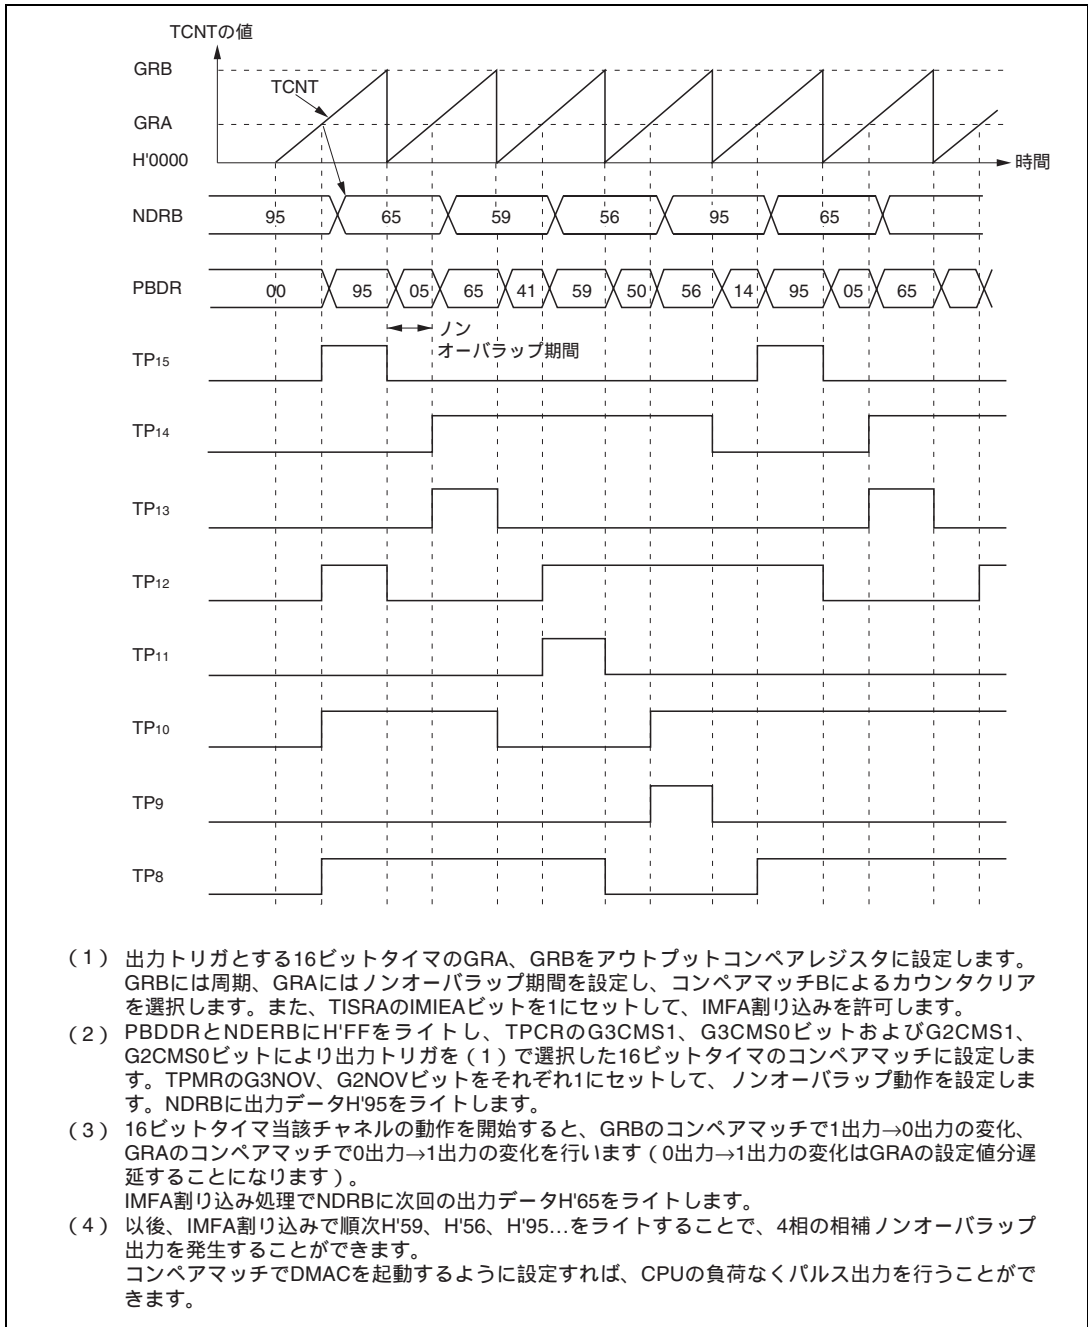 TCNTの値
GRB
TCNT
GRA
H'0000
時間
NDRB
95 65 59 56 95 65
PBDR
00 95 05 65 41 59 50 56 14 95 05 65
ノン
オーバラップ期間
TP15
TP14
TP13
TP12
TP11
TP10
TP9
TP8
（1） 出力トリガとする16ビットタイマのGRA、GRBをアウトプットコンペアレジスタに設定します。
GRBには周期、GRAにはノンオーバラップ期間を設定し、コンペアマッチBによるカウンタクリア
を選択します。また、TISRAのIMIEAビットを1にセットして、IMFA割り込みを許可します。
（2） PBDDRとNDERBにH'FFをライトし、TPCRのG3CMS1、G3CMS0ビットおよびG2CMS1、
G2CMS0ビットにより出力トリガを（1）で選択した16ビットタイマのコンペアマッチに設定しま
す。TPMRのG3NOV、G2NOVビットをそれぞれ1にセットして、ノンオーバラップ動作を設定しま
す。NDRBに出力データH'95をライトします。
（3） 16ビットタイマ当該チャネルの動作を開始すると、GRBのコンペアマッチで1出力→0出力の変化、
GRAのコンペアマッチで0出力→1出力の変化を行います（0出力→1出力の変化はGRAの設定値分遅
延することになります）。
IMFA割り込み処理でNDRBに次回の出力データH'65をライトします。
（4） 以後、IMFA割り込みで順次H'59、H'56、H'95...をライトすることで、4相の相補ノンオーバラップ
出力を発生することができます。
コンペアマッチでDMACを起動するように設定すれば、CPUの負荷なくパルス出力を行うことがで
きます。